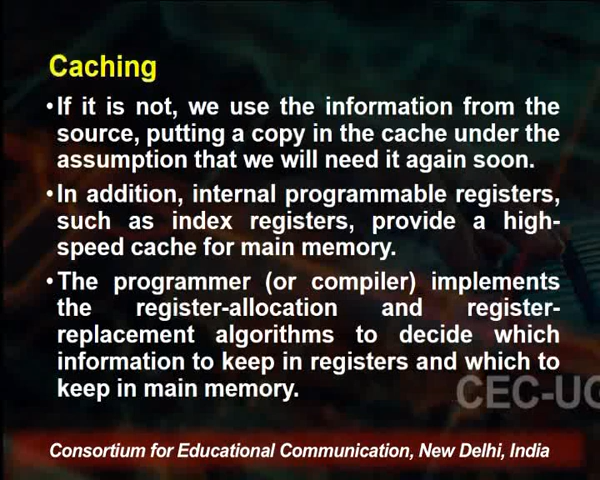 Caching
•If it is not, we use the information from the
source, putting a copy in the cache under the
assumption that we will need it again soon.
•In addition, internal programmable registers,
such as index registers, provide a high-
speed cache for main memory.
•The programmer (or compiler) implements
the register-allocation and register-
replacement algorithms to decide which
information to keep in registers and which to
keep in main memory.
CEC-UG
Consortium for Educational Communication, New Delhi, India